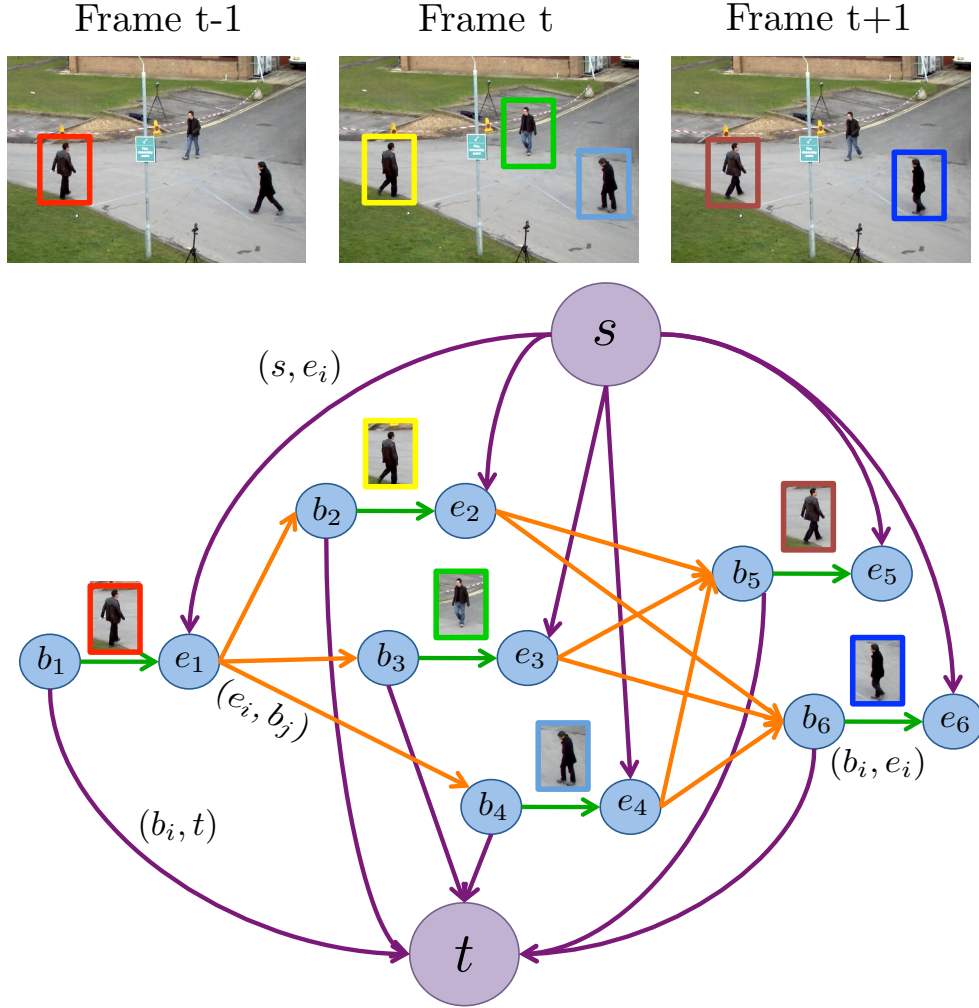 Frame t-1
Frame t
Frame t+1
s
(s, e_i)
b_2
e_2
b_5
e_5
b_1
e_1
b_3
e_3
(e_i, b_j)
b_6
e_6
(b_i, e_i)
b_4
e_4
(b_i, t)
t